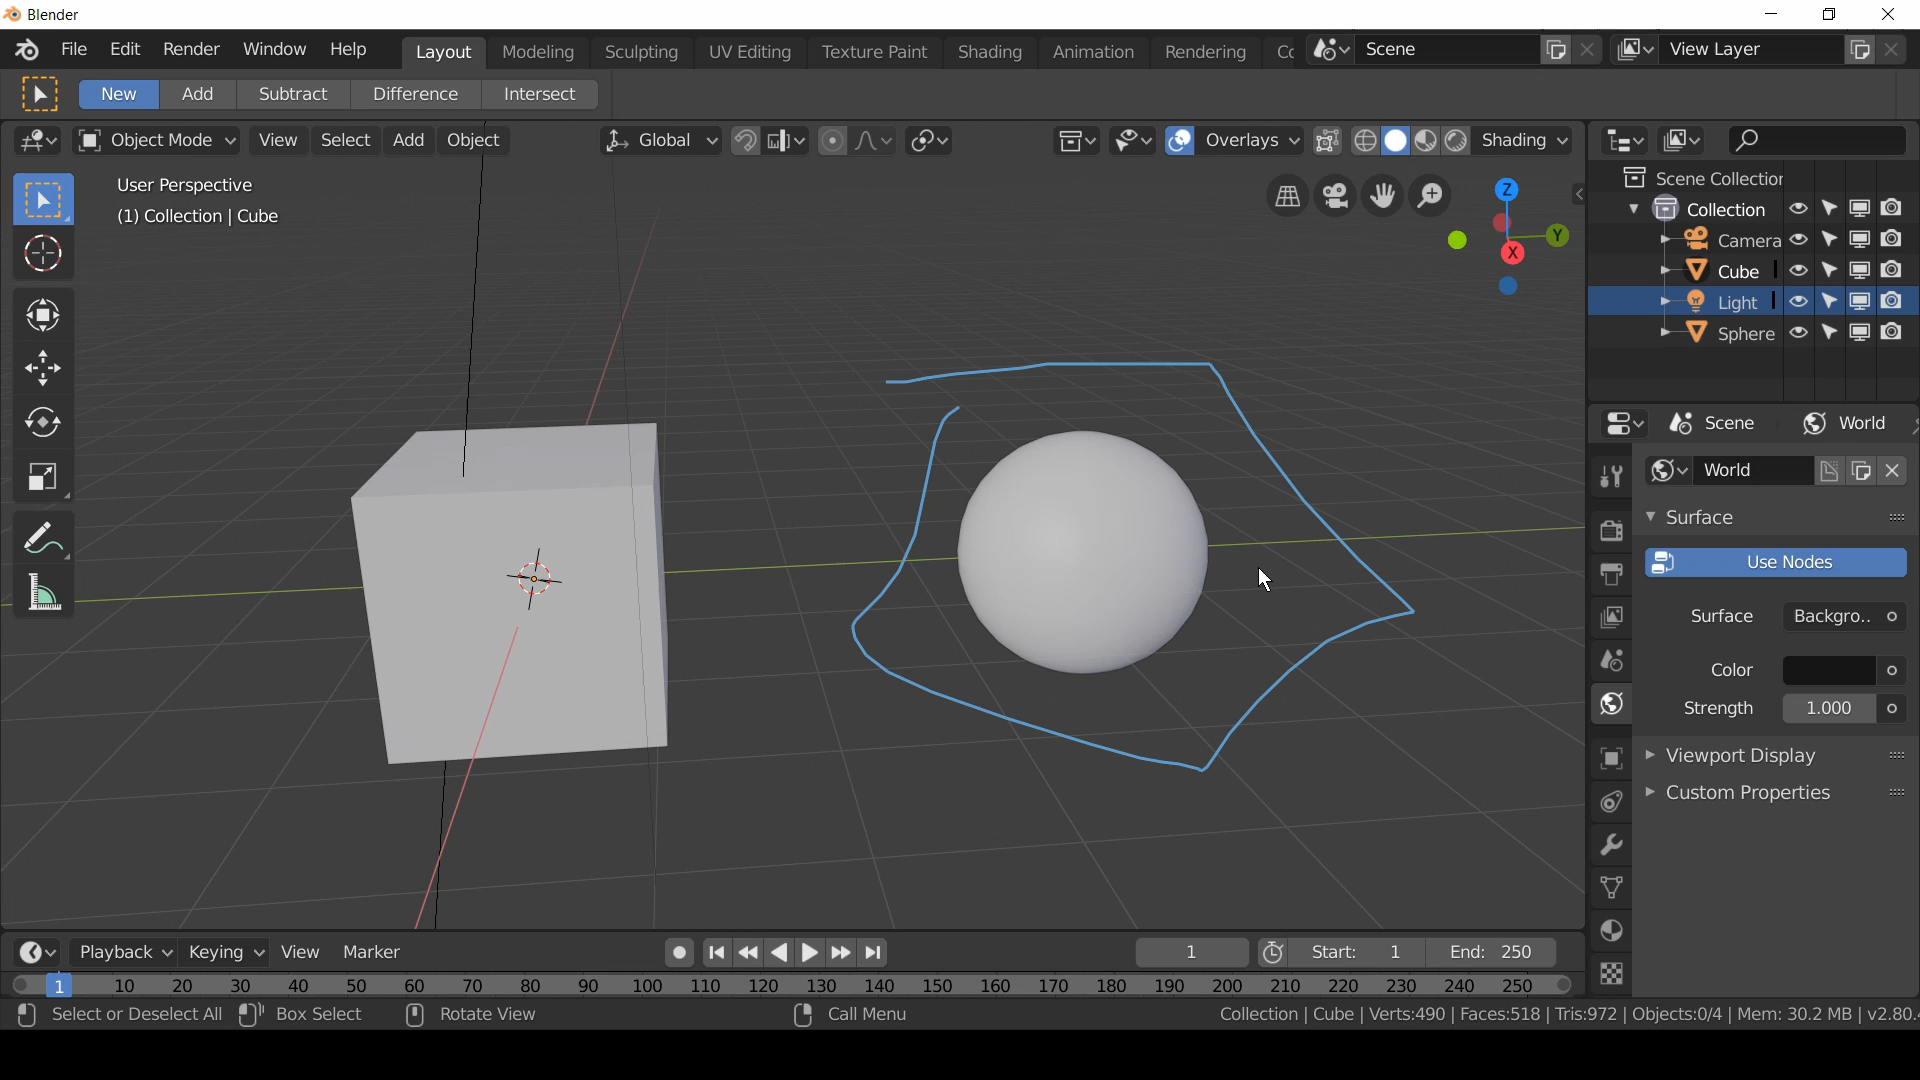 Blender
File Edit Render Window Help Layout Modeling Sculpting UV Editing Texture Paint Shading Animation Rendering Cc Scene View Layer
New Add Subtract Difference Intersect
Object Mode View Select Add Object Global Overlays Shading
User Perspective
(1) Collection | Cube
Z
Y
X
Scene Collection
Collection
Camera
Cube
Light
Sphere
Scene World
World
Surface
Use Nodes
Surface Backgro..
Color
Strength 1.000
Viewport Display
Custom Properties
Playback Keying View Marker 1 Start: 1 End: 250
1 10 20 30 40 50 60 70 80 90 100 110 120 130 140 150 160 170 180 190 200 210 220 230 240 250
Select or Deselect All Box Select Rotate View Call Menu Collection | Cube | Verts:490 | Faces:518 | Tris:972 | Objects:0/4 | Mem: 30.2 MB | v2.80.